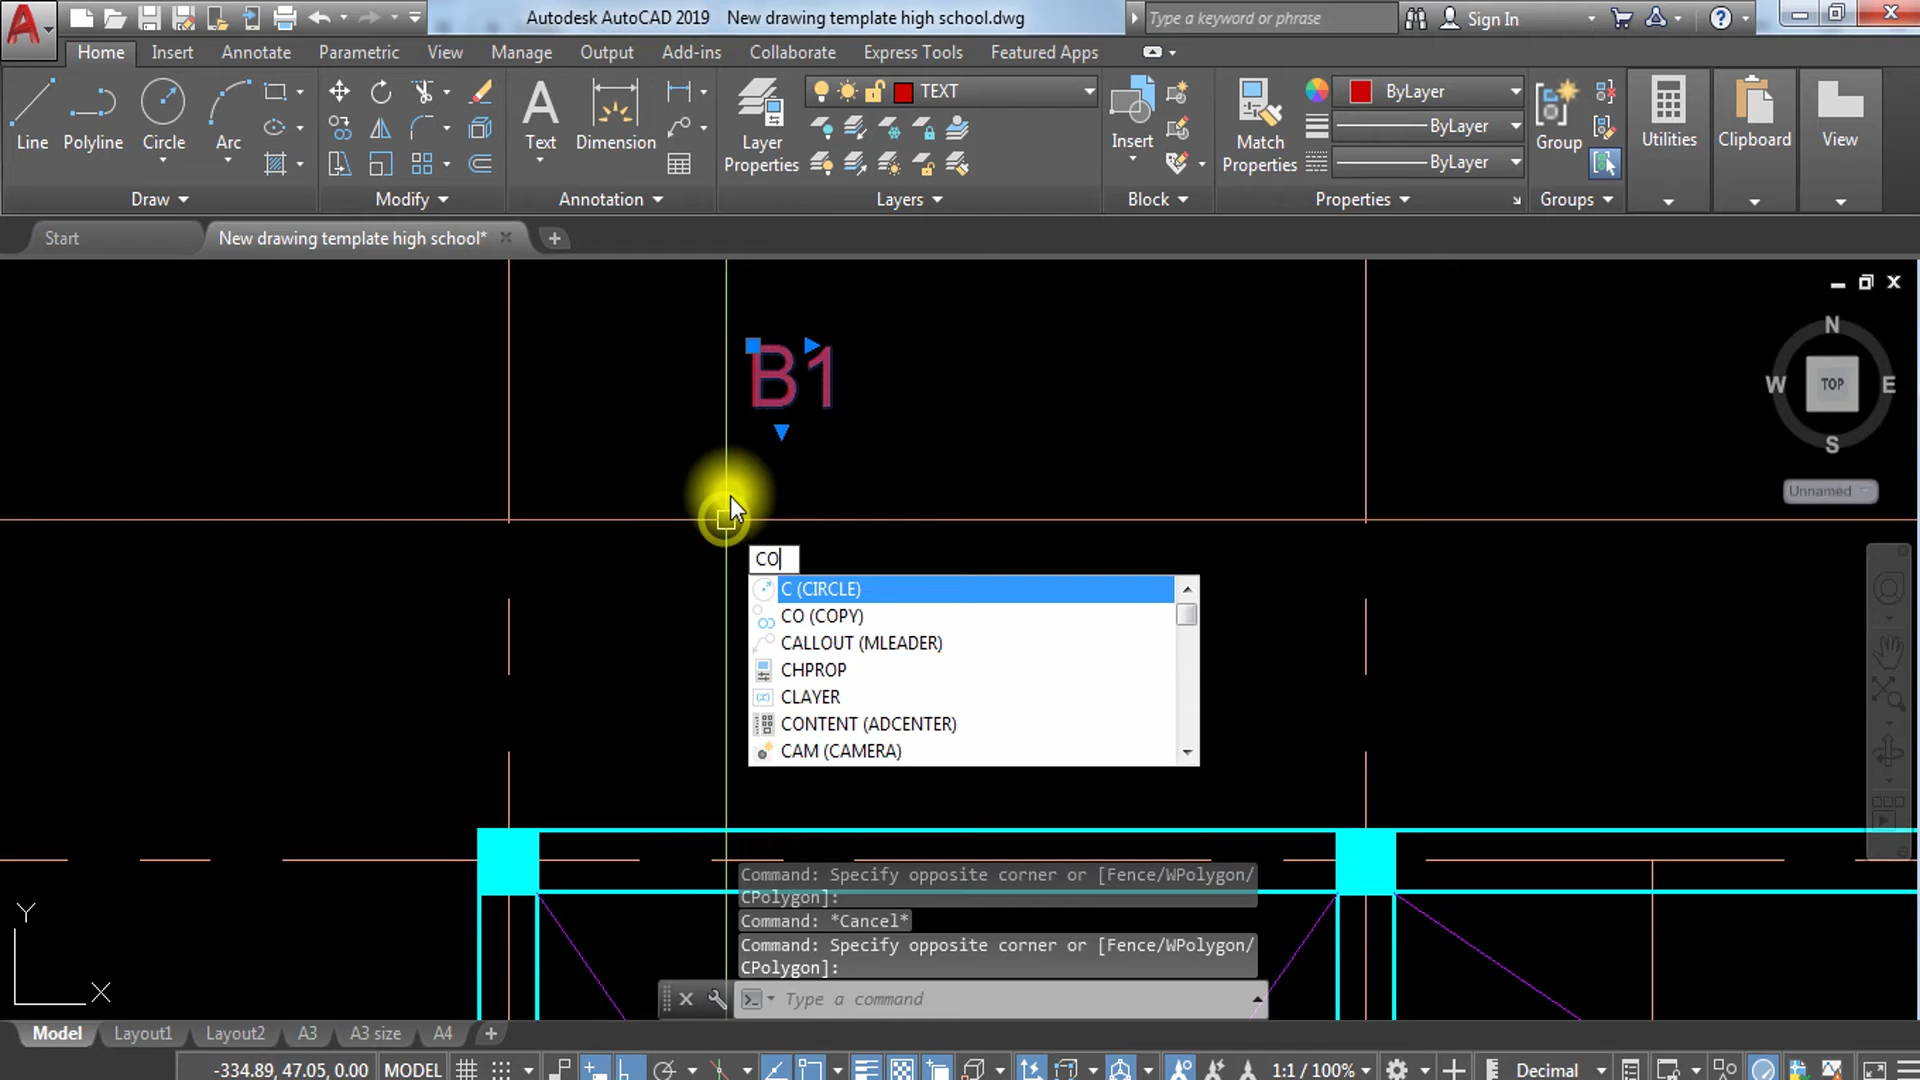 Autodesk AutoCAD 2019 New drawing template high school.dwg
Type a keyword or phrase
Sign In
Home Insert Annotate Parametric View Manage Output Add-ins Collaborate Express Tools Featured Apps
TEXT
ByLayer
ByLayer
ByLayer
Line Polyline Circle Arc
Text Dimension
Layer Properties
Insert
Match Properties
Group
Utilities
Clipboard
View
Draw Modify Annotation Layers Block Properties Groups
Start
New drawing template high school*
B1
N
W TOP E
S
Unnamed
CO
C (CIRCLE)
CO (COPY)
CALLOUT (MLEADER)
CHPROP
CLAYER
CONTENT (ADCENTER)
CAM (CAMERA)
Command: Specify opposite corner or [Fence/WPolygon/
CPolygon]:
Command: *Cancel*
Command: Specify opposite corner or [Fence/WPolygon/
CPolygon]:
Type a command
Y
X
Model Layout1 Layout2 A3 A3 size A4
-334.89, 47.05, 0.00 MODEL
1:1 / 100%
Decimal